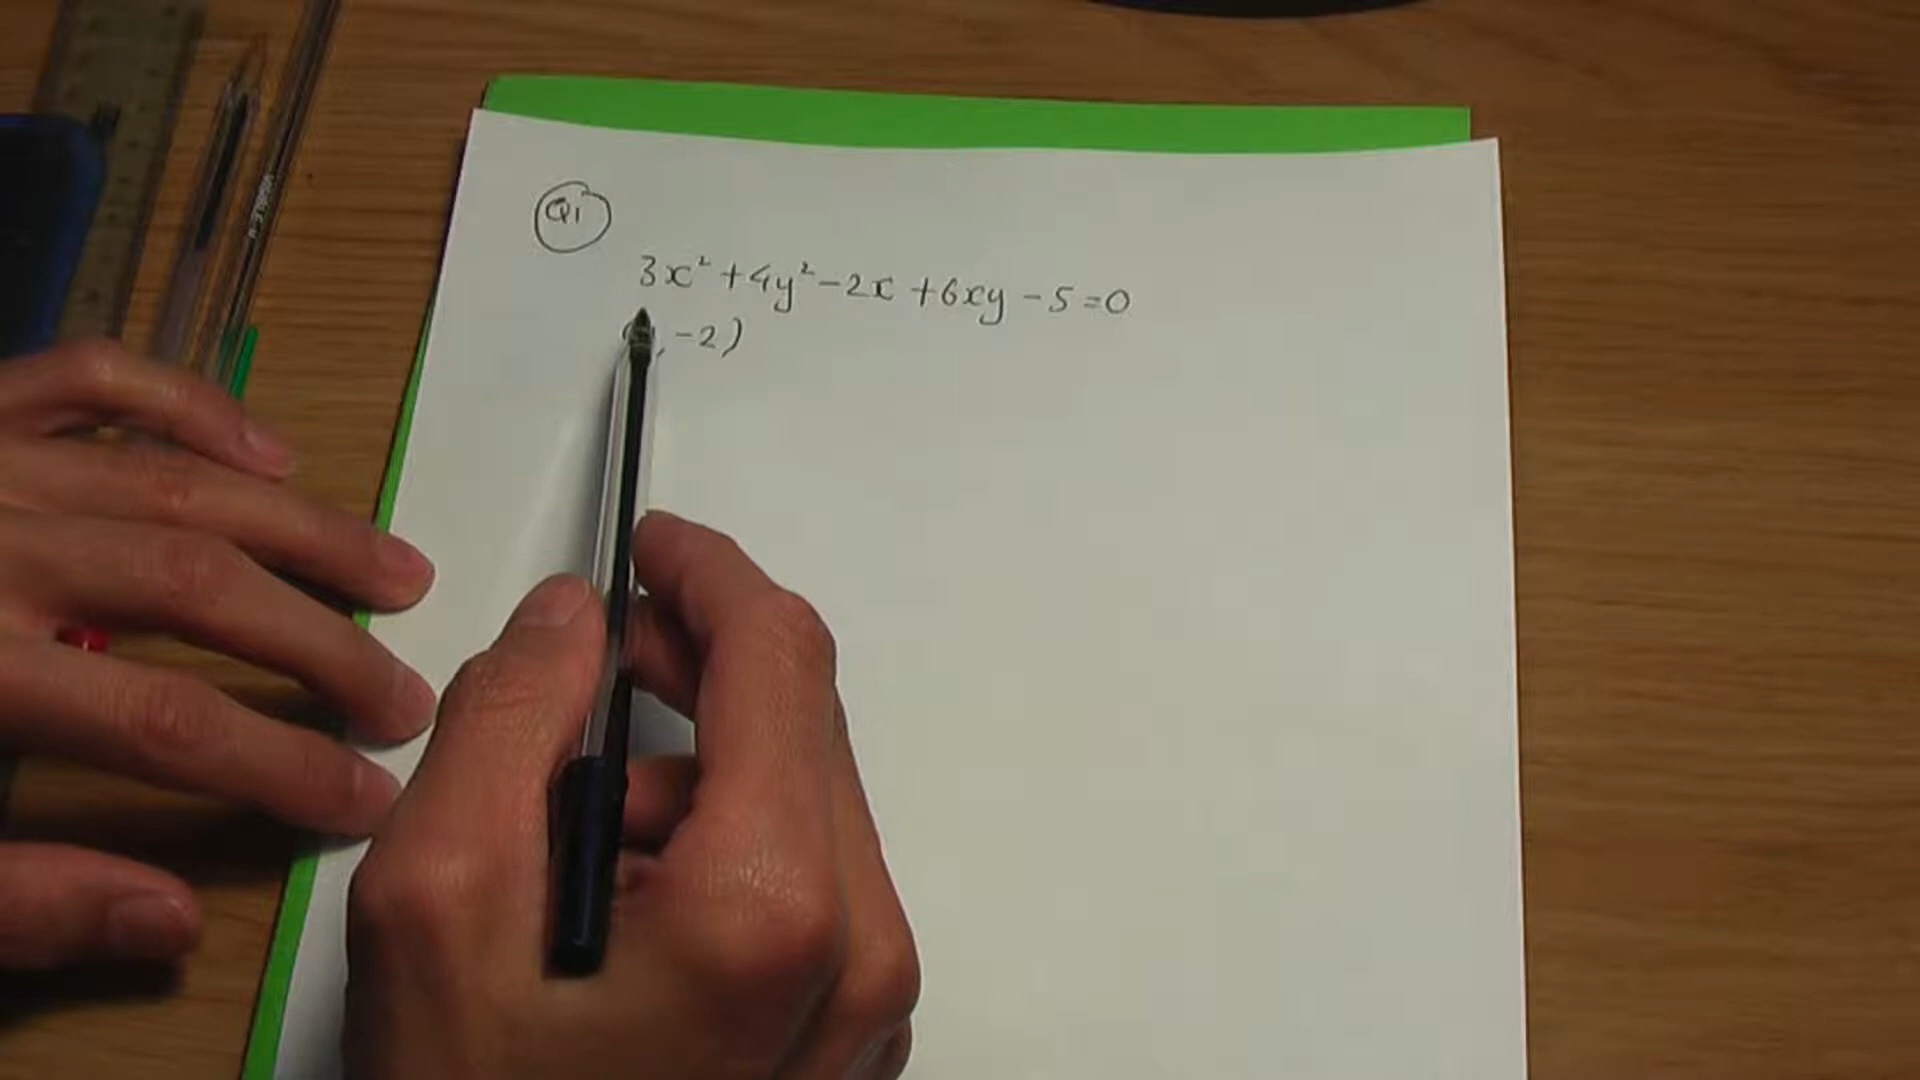 Q1
3x² + 4y² - 2x + 6xy - 5 = 0
, -2)